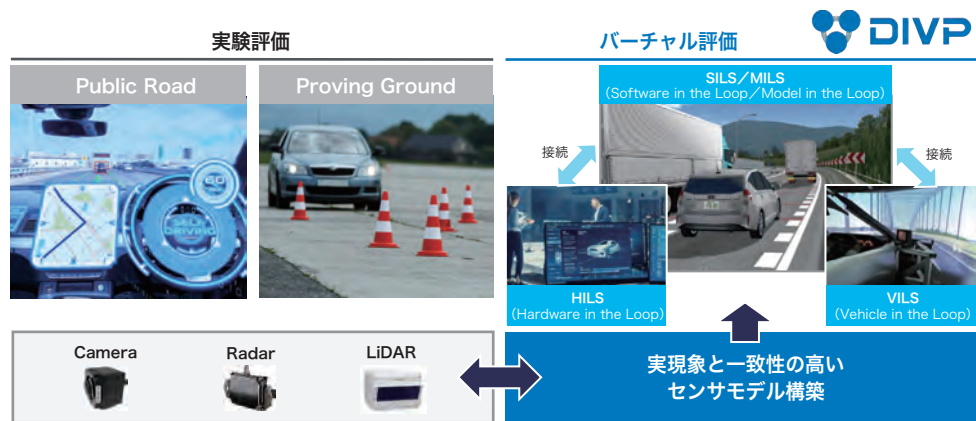 実験評価
バーチャル評価
DIVP
Public Road
Proving Ground
SILS／MILS
（Software in the Loop／Model in the Loop）
接続
接続
60
DRIVING
HILS
（Hardware in the Loop）
VILS
（Vehicle in the Loop）
Camera
Radar
LiDAR
実現象と一致性の高い
センサモデル構築